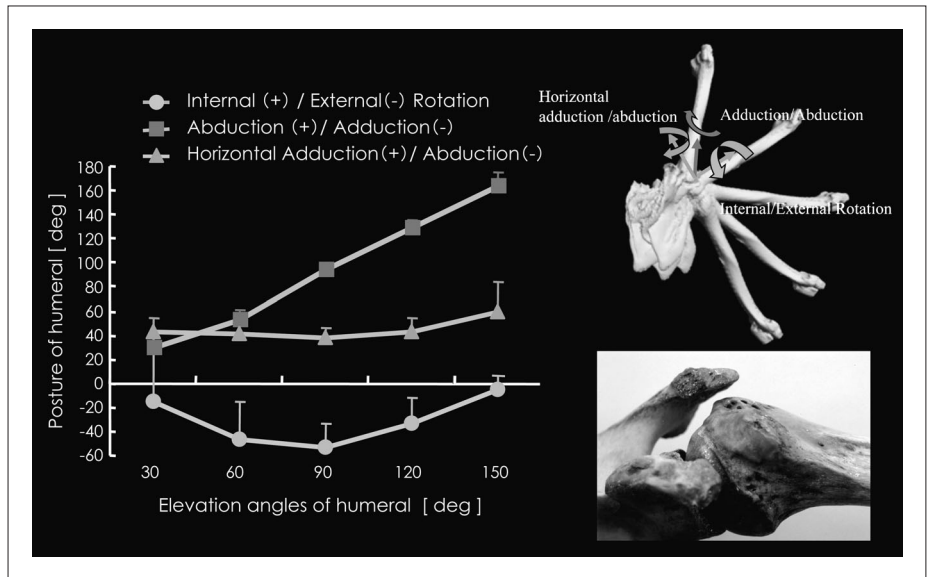 Internal (+) / External(-) Rotation
Abduction (+)/ Adduction(-)
Horizontal Adduction(+)/ Abduction(-)
180
160
140
120
100
80
60
40
20
0
-20
-40
-60
Posture of humeral [ deg ]
30 60 90 120 150
Elevation angles of humeral [ deg ]
Horizontal
adduction /abduction
Adduction/Abduction
Internal/External Rotation